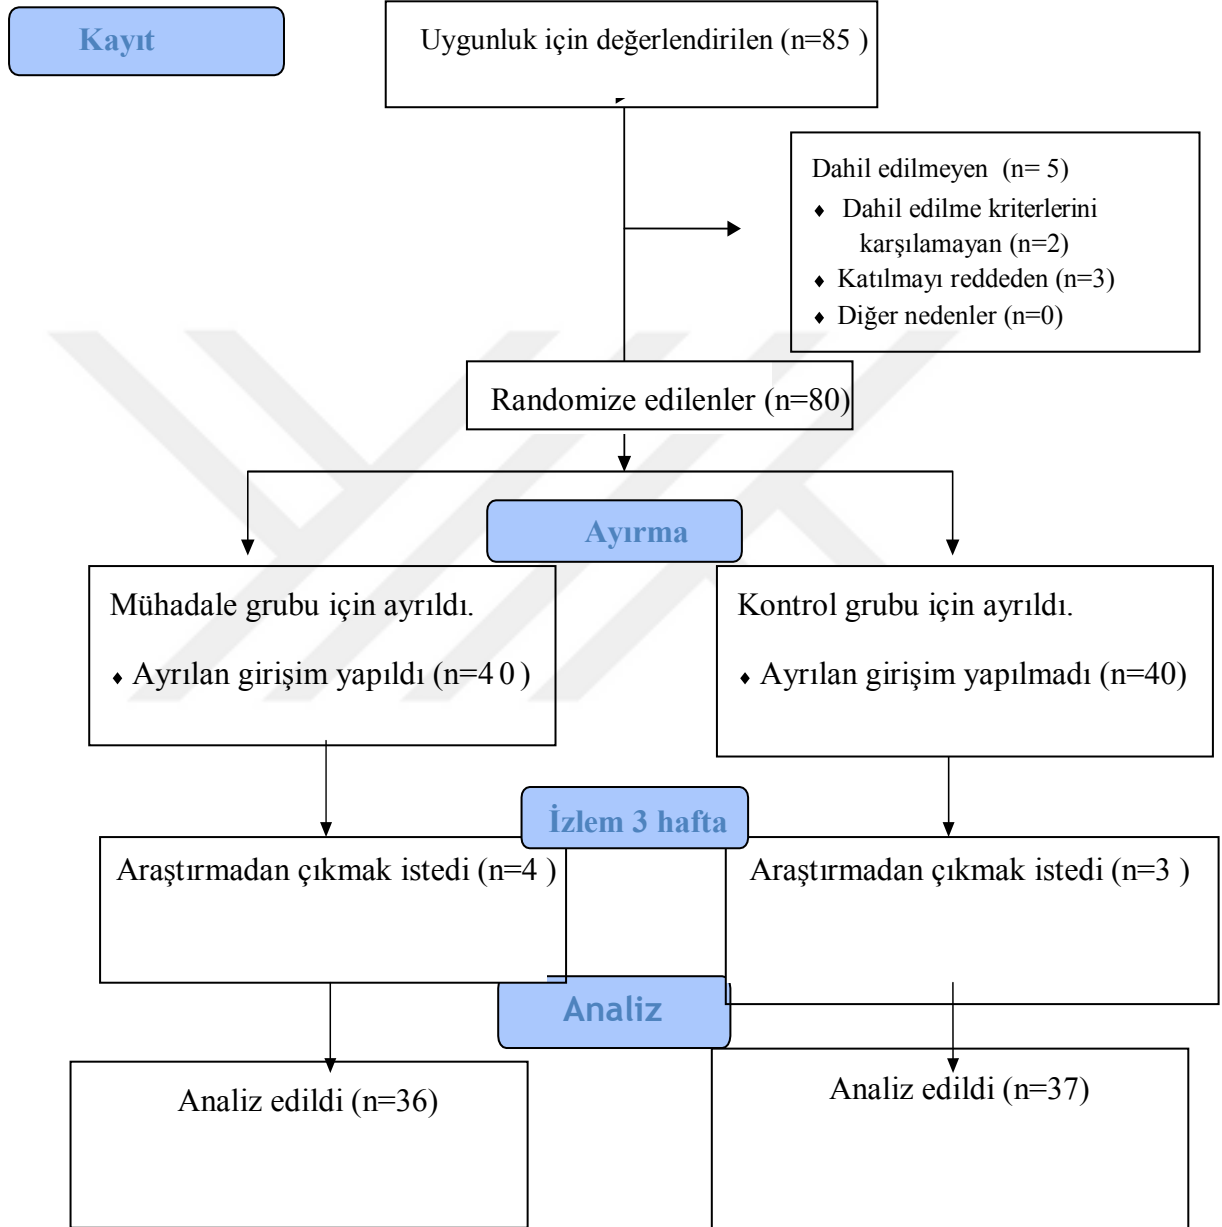 Kayıt
Uygunluk için değerlendirilen (n=85 )
Dahil edilmeyen (n= 5)
♦ Dahil edilme kriterlerini
karşılamayan (n=2)
♦ Katılmayı reddeden (n=3)
♦ Diğer nedenler (n=0)
Randomize edilenler (n=80)
Ayırma
Mühadale grubu için ayrıldı.
♦ Ayrılan girişim yapıldı (n=4 0 )
Kontrol grubu için ayrıldı.
♦ Ayrılan girişim yapılmadı (n=40)
İzlem 3 hafta
Araştırmadan çıkmak istedi (n=4 )
Araştırmadan çıkmak istedi (n=3 )
Analiz
Analiz edildi (n=36)
Analiz edildi (n=37)